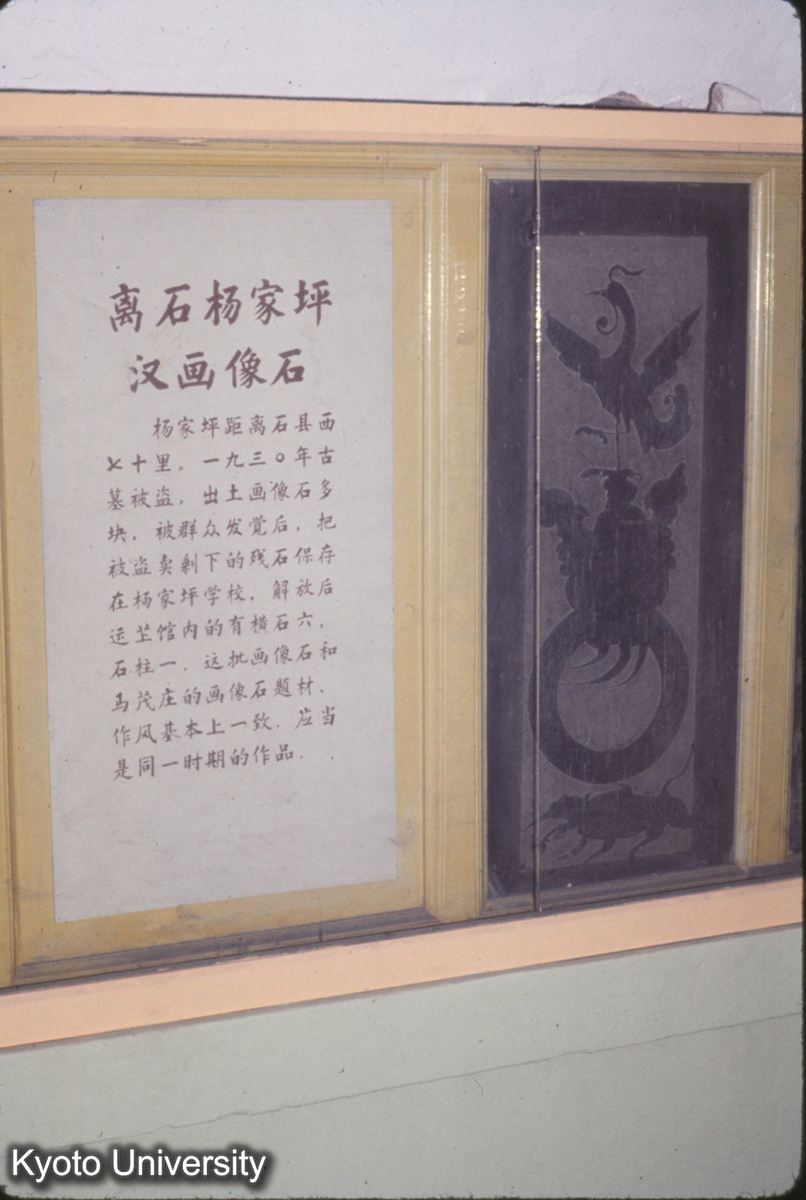 离石杨家坪
汉画像石
杨家坪距离石县西
七十里．一九三〇年古
墓被盗，出土画像石多
块，被群众发觉后，把
被盗卖剩下的残石保存
在杨家坪学校．解放后
运至馆内的有横石六，
石柱一．这批画像石和
马茂庄的画像石题材．
作风基本上一致．应当
是同一时期的作品．
Kyoto University